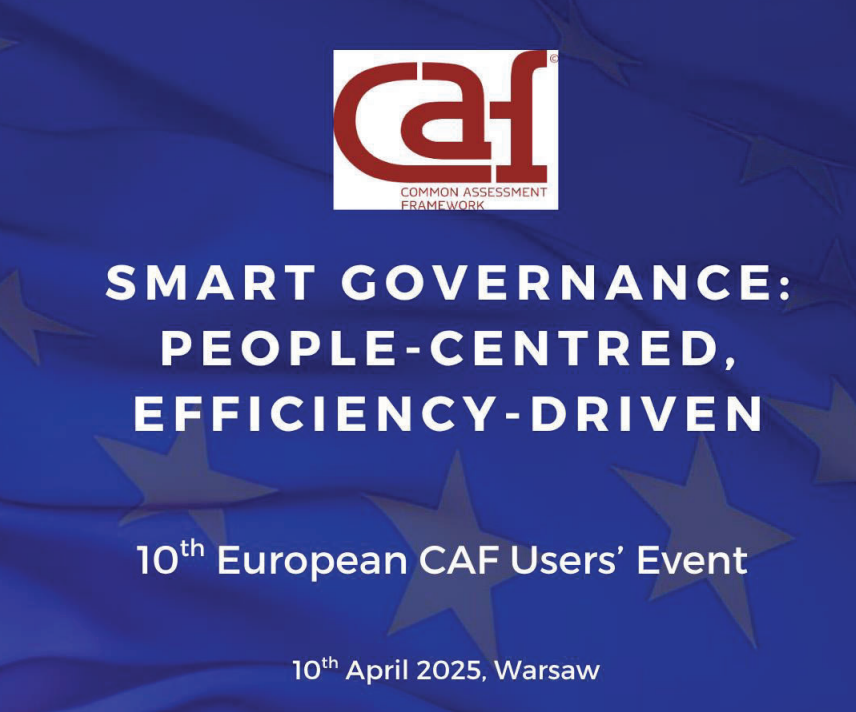 caf©
COMMON ASSESSMENT
FRAMEWORK
SMART GOVERNANCE:
PEOPLE-CENTRED,
EFFICIENCY-DRIVEN
10th European CAF Users’ Event
10th April 2025, Warsaw